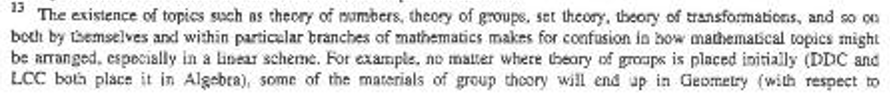 13 The existence of topics such as theory of numbers, theory of groups, set theory, theory of transformations, and so on
both by themselves and within particular branches of mathematics makes for confusion in how mathematical topics might
be arranged, especially in a linear scheme. For example, no matter where theory of groups is placed initially (DDC and
LCC both place it in Algebra), some of the materials of group theory will end up in Geometry (with respect to